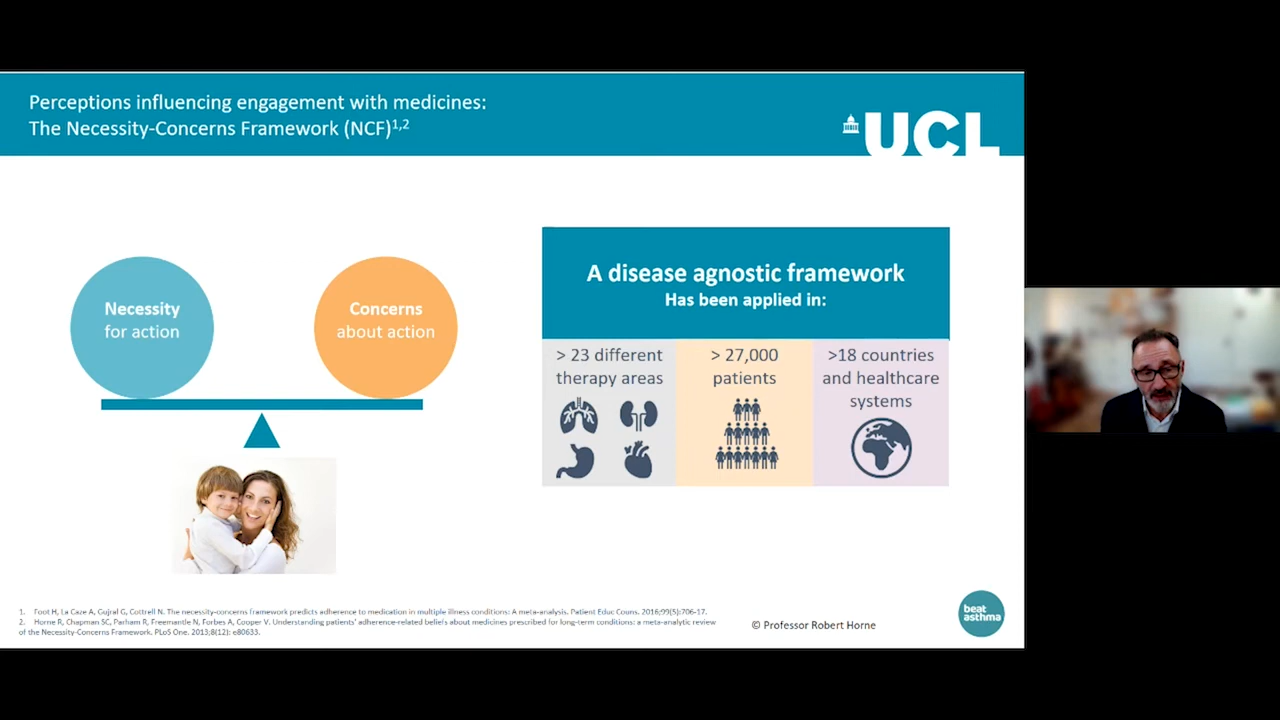 Perceptions influencing engagement with medicines:
The Necessity-Concerns Framework (NCF)1,2
UCL
Necessity
for action
Concerns
about action
A disease agnostic framework
Has been applied in:
> 23 different
therapy areas
> 27,000
patients
>18 countries
and healthcare
systems
1. Foot H, La Caze A, Gujral G, Cottrell N. The necessity-concerns framework predicts adherence to medication in multiple illness conditions: A meta-analysis. Patient Educ Couns. 2016;99(5):706-17.
2. Horne R, Chapman SC, Parham R, Freemantle N, Forbes A, Cooper V. Understanding patients' adherence-related beliefs about medicines prescribed for long-term conditions: a meta-analytic review
of the Necessity-Concerns Framework. PLoS One. 2013;8(12): e80633.
© Professor Robert Horne
beat
asthma